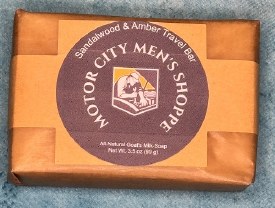 Sandalwood & Amber Travel Bar
MOTOR CITY MEN'S SHOPPE
All-Natural Goat's Milk Soap
Net Wt. 3.5 oz (99 g)